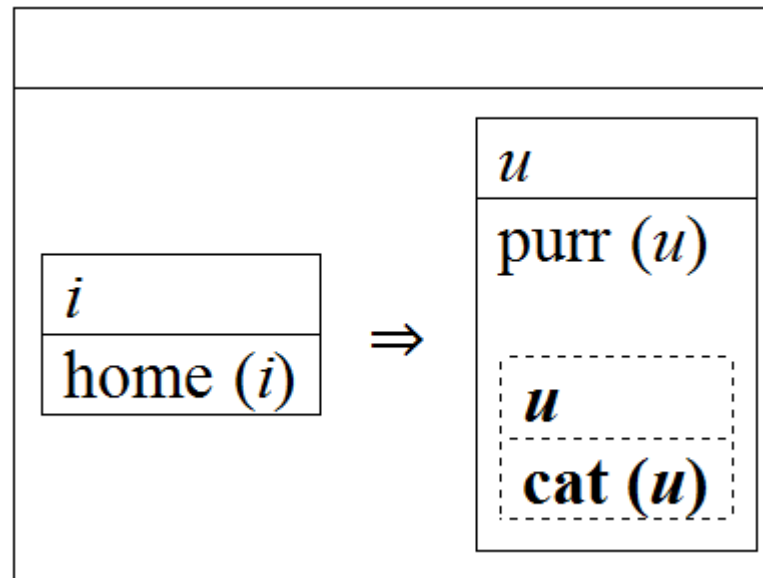 i
home (i)
⇒
u
purr (u)
u
cat (u)